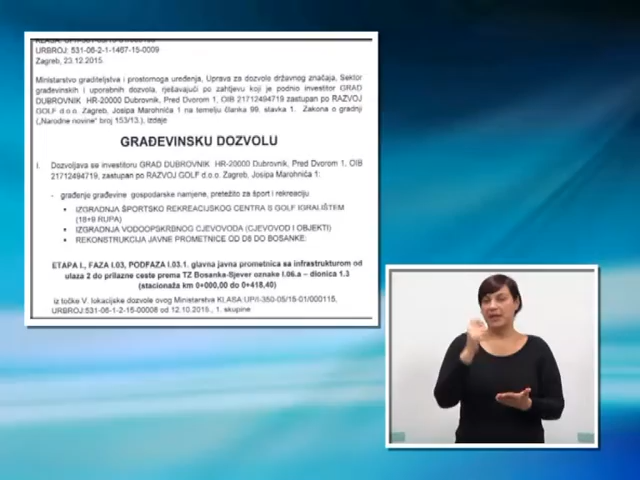 URBROJ: 531-06-2-1-1467-15-0009
Zagreb, 23.12.2015.
Ministarstvo graditeljstva i prostornoga uređenja, Uprava za dozvole državnog značaja, Sektor
građevinskih i uporabnih dozvola, rješavajući po zahtjevu koji je podnio investitor GRAD
DUBROVNIK HR-20000 Dubrovnik, Pred Dvorom 1, OIB 21712494719 zastupan po RAZVOJ
GOLF d.o.o. Zagreb, Josipa Marohnića 1 na temelju članka 99. stavka 1. Zakona o gradnji
(„Narodne novine“ broj 153/13.), izdaje
GRAĐEVINSKU DOZVOLU
I. Dozvoljava se investitoru GRAD DUBROVNIK HR-20000 Dubrovnik, Pred Dvorom 1, OIB
21712494719, zastupan po RAZVOJ GOLF d.o.o. Zagreb, Josipa Marohnića 1:
- građenje građevine gospodarske namjene, pretežito za šport i rekreaciju
• IZGRADNJA ŠPORTSKO REKREACIJSKOG CENTRA S GOLF IGRALIŠTEM
(18+9 RUPA)
• IZGRADNJA VODOOPSKRBNOG CJEVOVODA (CJEVOVOD I OBJEKTI)
• REKONSTRUKCIJA JAVNE PROMETNICE OD D8 DO BOSANKE:
ETAPA I., FAZA I.03, PODFAZA I.03.1. glavna javna prometnica sa infrastrukturom od
ulaza 2 do prilazne ceste prema TZ Bosanka-Sjever oznake I.06.a – dionica 1.3
(stacionaža km 0+000,00 do 0+418,40)
iz točke V. lokacijske dozvole ovog Ministarstva KLASA:UP/I-350-05/15-01/000115,
URBROJ:531-06-1-2-15-00008 od 12.10.2015., 1. skupine